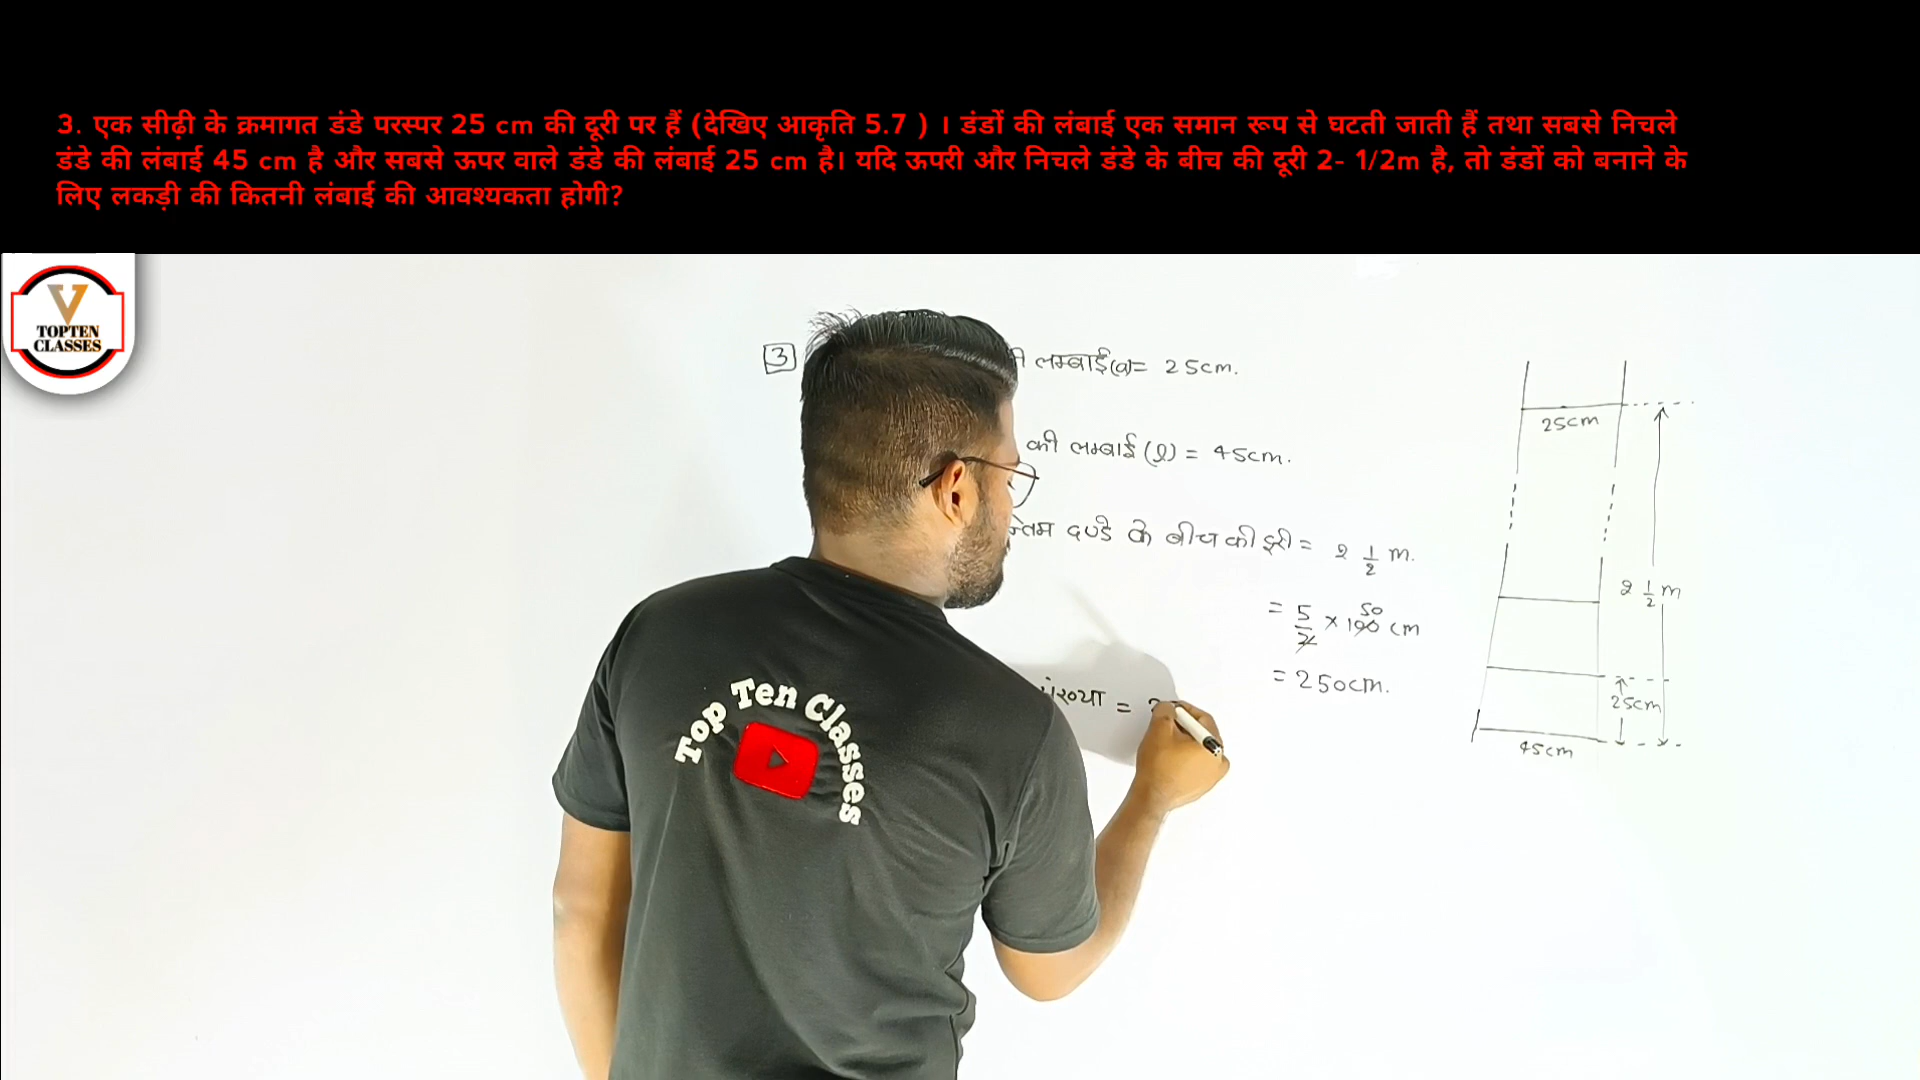 3. एक सीढ़ी के क्रमागत डंडे परस्पर 25 cm की दूरी पर हैं (देखिए आकृति 5.7 ) । डंडों की लंबाई एक समान रूप से घटती जाती हैं तथा सबसे निचले
डंडे की लंबाई 45 cm है और सबसे ऊपर वाले डंडे की लंबाई 25 cm है। यदि ऊपरी और निचले डंडे के बीच की दूरी 2- 1/2m है, तो डंडों को बनाने के
लिए लकड़ी की कितनी लंबाई की आवश्यकता होगी?
V
TOPTEN
CLASSES
3 लम्बाई(a)= 25cm.
की लम्बाई (l) = 45cm.
दण्डे के बीच की दूरी = 2 1/2 m.
= 5/2 × 100 50 cm
= 250cm.
संख्या =
25cm
2 1/2 m
25cm
45cm
Top Ten Classes